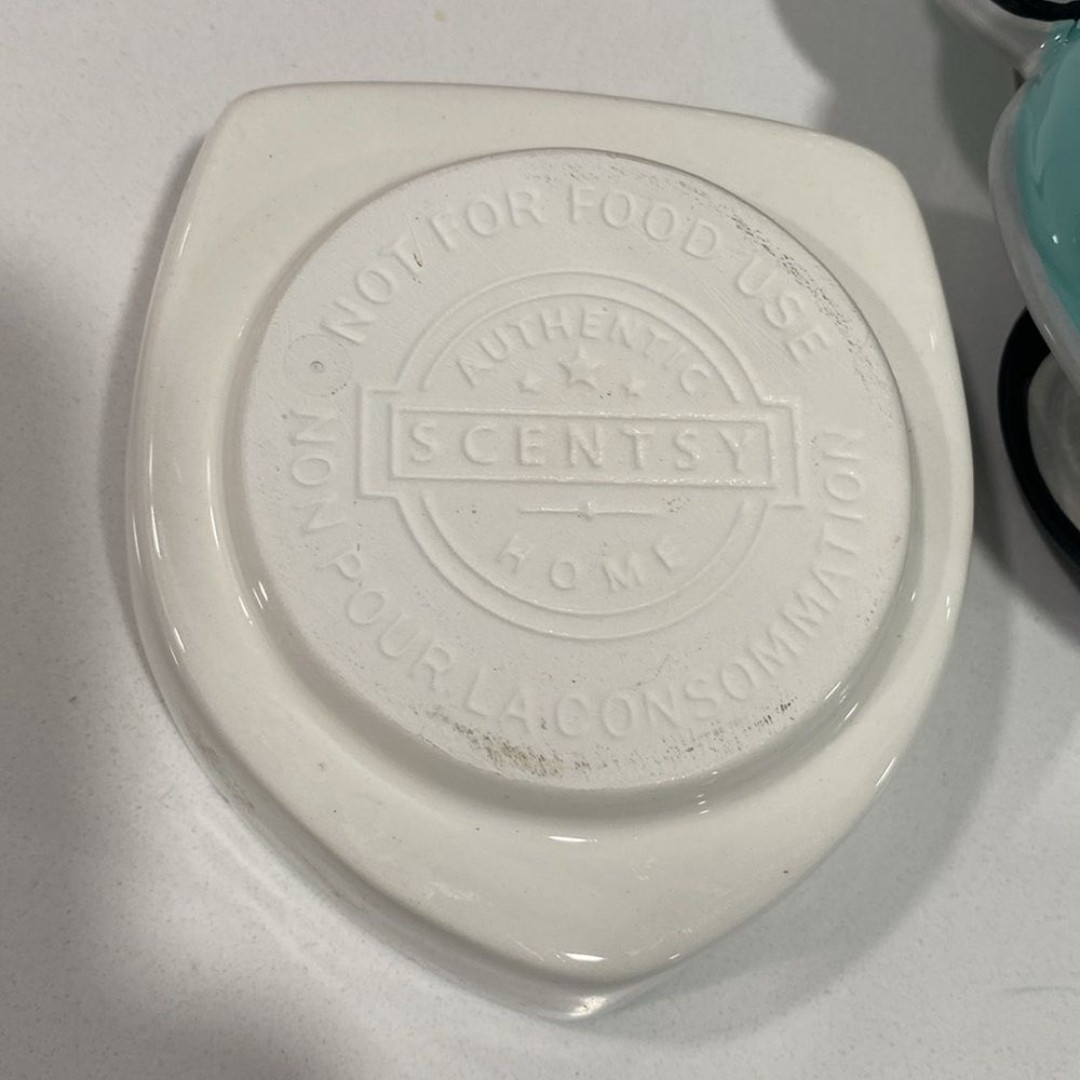 NOT FOR FOOD USE
AUTHENTIC
SCENTSY
HOME
NON POUR LA CONSOMMATION